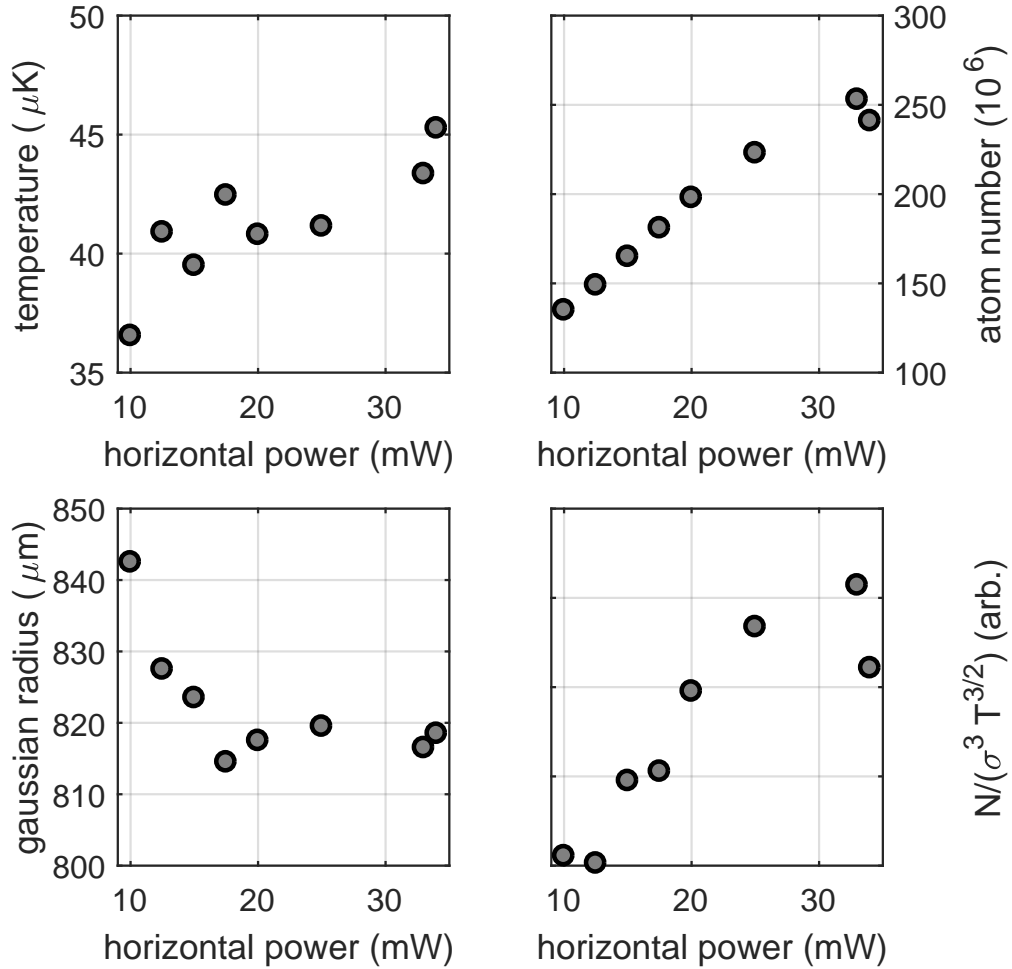 50
45
40
35
temperature ( μK)
10 20 30
horizontal power (mW)
300
250
200
150
100
atom number (10^6)
10 20 30
horizontal power (mW)
850
840
830
820
810
800
gaussian radius ( μm)
10 20 30
horizontal power (mW)
N/(σ^3 T^3/2) (arb.)
10 20 30
horizontal power (mW)